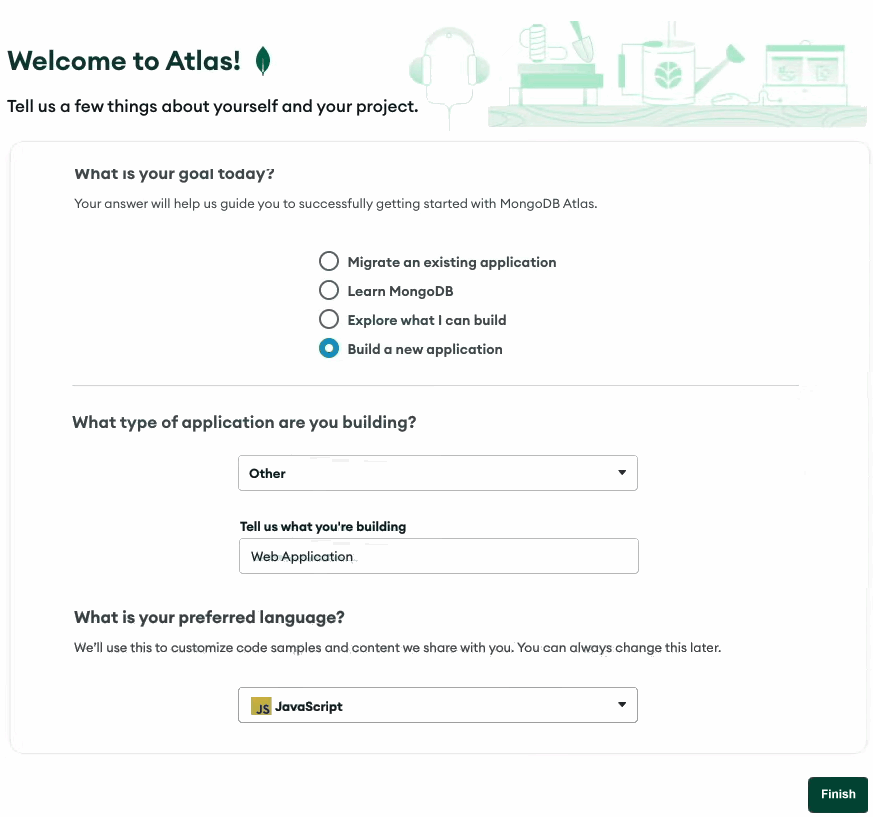 Welcome to Atlas!
Tell us a few things about yourself and your project.
What is your goal today?
Your answer will help us guide you to successfully getting started with MongoDB Atlas.
Migrate an existing application
Learn MongoDB
Explore what I can build
Build a new application
What type of application are you building?
Other
Tell us what you're building
Web Application
What is your preferred language?
We'll use this to customize code samples and content we share with you. You can always change this later.
JS JavaScript
Finish